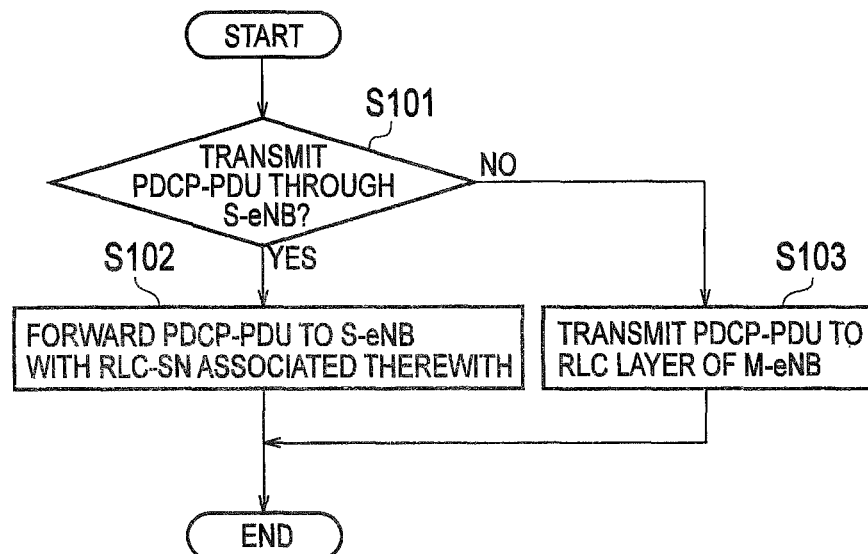 START
S101
TRANSMIT
PDCP-PDU THROUGH
S-eNB?
NO
YES
S102
FORWARD PDCP-PDU TO S-eNB
WITH RLC-SN ASSOCIATED THEREWITH
S103
TRANSMIT PDCP-PDU TO
RLC LAYER OF M-eNB
END